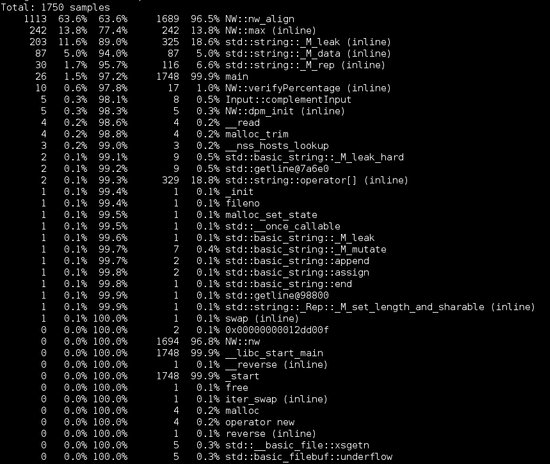 Total: 1750 samples
1113 63.6% 63.6% 1689 96.5% NW::nw_align
242 13.8% 77.4% 242 13.8% NW::max (inline)
203 11.6% 89.0% 325 18.6% std::string::_M_leak (inline)
87 5.0% 94.0% 87 5.0% std::string::_M_data (inline)
30 1.7% 95.7% 116 6.6% std::string::_M_rep (inline)
26 1.5% 97.2% 1748 99.9% main
10 0.6% 97.8% 17 1.0% NW::verifyPercentage (inline)
5 0.3% 98.1% 8 0.5% Input::complementInput
5 0.3% 98.3% 5 0.3% NW::dpm_init (inline)
4 0.2% 98.6% 4 0.2% __read
4 0.2% 98.8% 4 0.2% malloc_trim
3 0.2% 99.0% 3 0.2% __nss_hosts_lookup
2 0.1% 99.1% 9 0.5% std::basic_string::_M_leak_hard
2 0.1% 99.2% 9 0.5% std::getline@7a6e0
2 0.1% 99.3% 329 18.8% std::string::operator[] (inline)
1 0.1% 99.4% 1 0.1% _init
1 0.1% 99.4% 1 0.1% fileno
1 0.1% 99.5% 1 0.1% malloc_set_state
1 0.1% 99.5% 1 0.1% std::__once_callable
1 0.1% 99.6% 1 0.1% std::basic_string::_M_leak
1 0.1% 99.7% 7 0.4% std::basic_string::_M_mutate
1 0.1% 99.7% 2 0.1% std::basic_string::append
1 0.1% 99.8% 2 0.1% std::basic_string::assign
1 0.1% 99.8% 1 0.1% std::basic_string::end
1 0.1% 99.9% 1 0.1% std::getline@98800
1 0.1% 99.9% 1 0.1% std::string::_Rep::_M_set_length_and_sharable (inline)
1 0.1% 100.0% 1 0.1% swap (inline)
0 0.0% 100.0% 2 0.1% 0x00000000012dd00f
0 0.0% 100.0% 1694 96.8% NW::nw
0 0.0% 100.0% 1748 99.9% __libc_start_main
0 0.0% 100.0% 1 0.1% __reverse (inline)
0 0.0% 100.0% 1748 99.9% _start
0 0.0% 100.0% 1 0.1% free
0 0.0% 100.0% 1 0.1% iter_swap (inline)
0 0.0% 100.0% 4 0.2% malloc
0 0.0% 100.0% 4 0.2% operator new
0 0.0% 100.0% 1 0.1% reverse (inline)
0 0.0% 100.0% 5 0.3% std::__basic_file::xsgetn
0 0.0% 100.0% 5 0.3% std::basic_filebuf::underflow